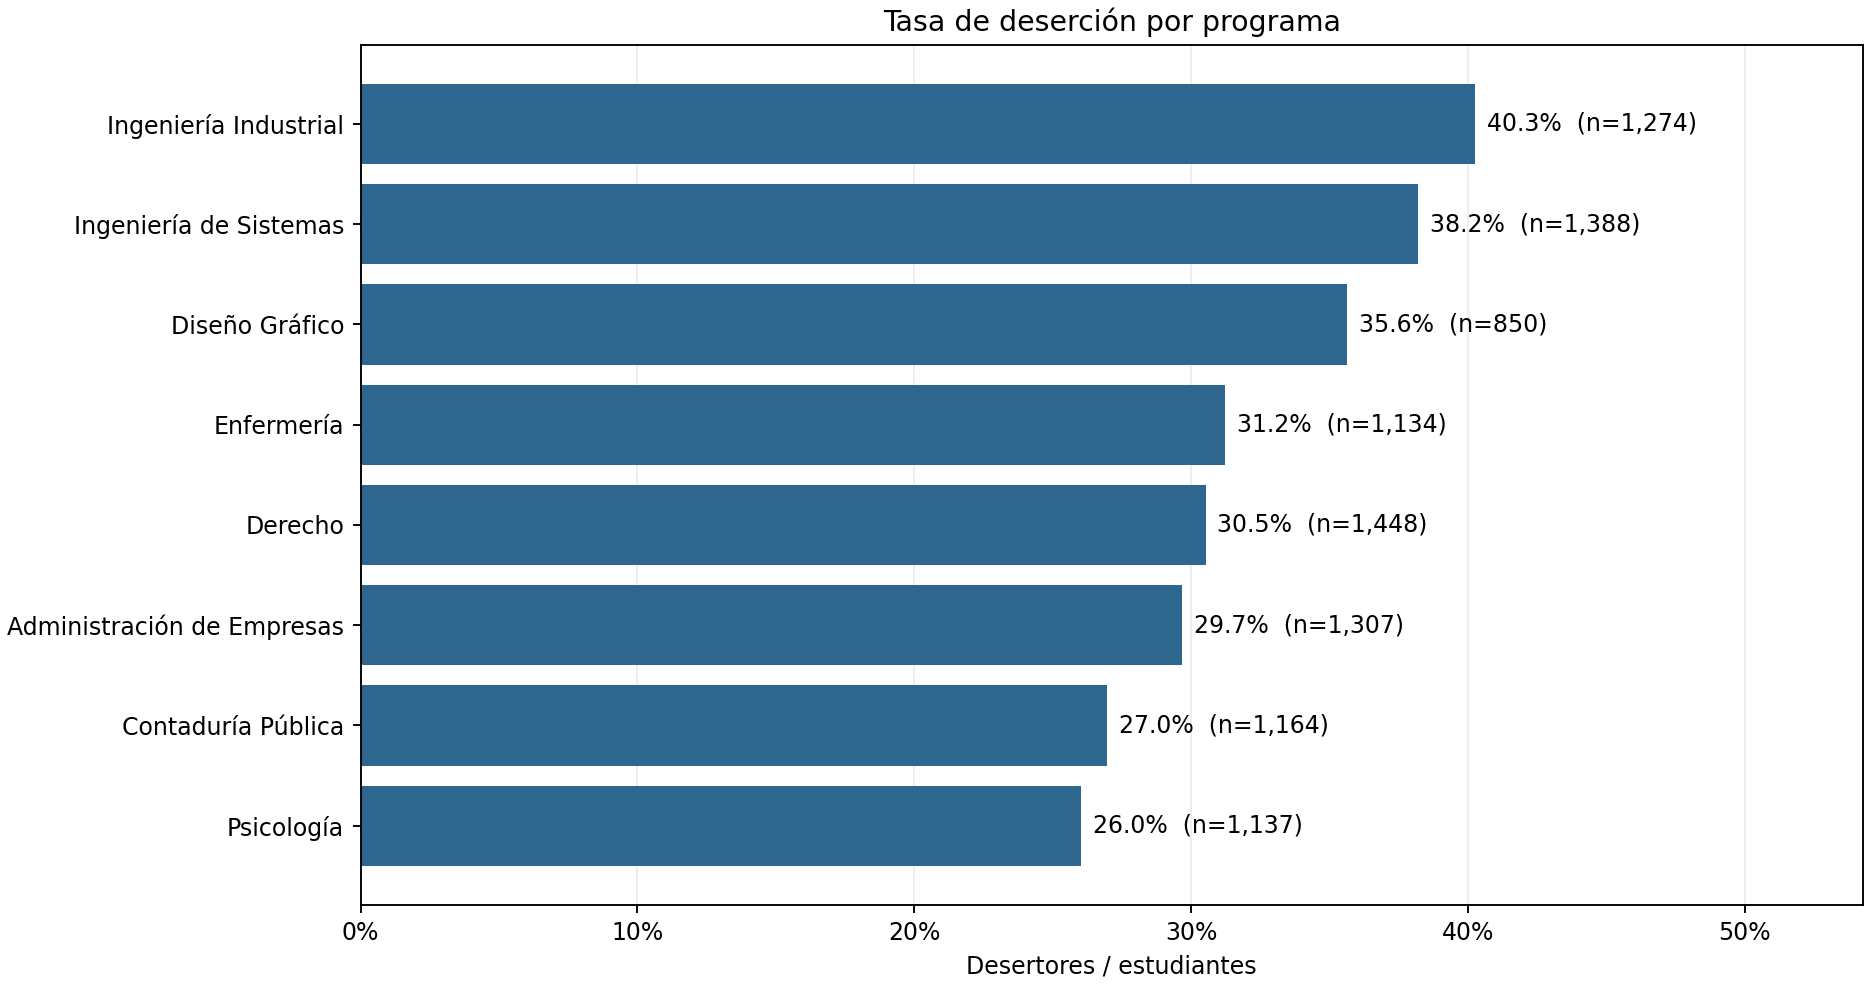 Tasa de deserción por programa
Ingeniería Industrial 40.3% (n=1,274)
Ingeniería de Sistemas 38.2% (n=1,388)
Diseño Gráfico 35.6% (n=850)
Enfermería 31.2% (n=1,134)
Derecho 30.5% (n=1,448)
Administración de Empresas 29.7% (n=1,307)
Contaduría Pública 27.0% (n=1,164)
Psicología 26.0% (n=1,137)
0% 10% 20% 30% 40% 50%
Desertores / estudiantes